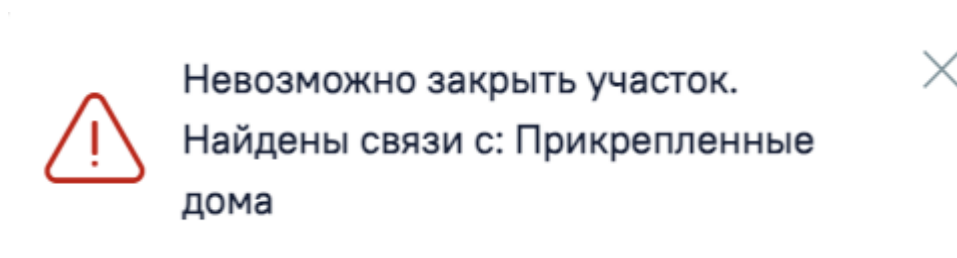 Невозможно закрыть участок.
Найдены связи с: Прикрепленные
дома